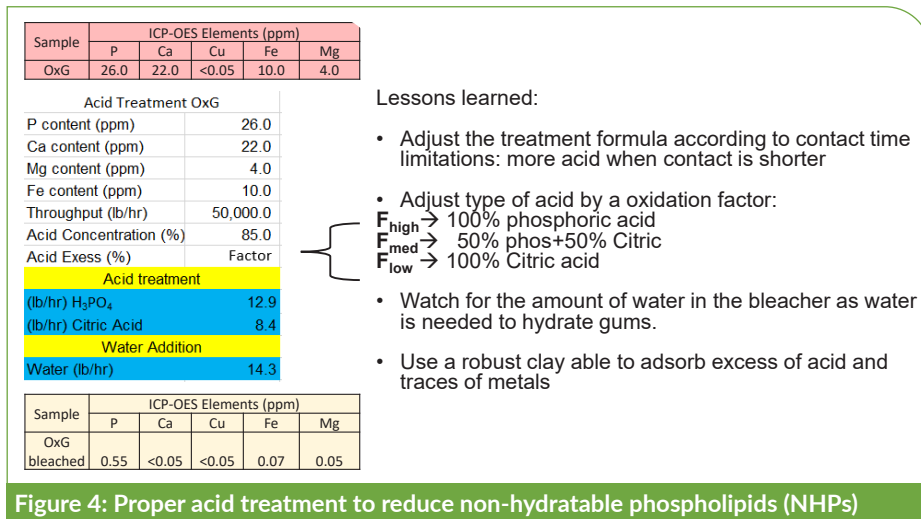 Sample ICP-OES Elements (ppm)
P Ca Cu Fe Mg
OxG 26.0 22.0 <0.05 10.0 4.0
Acid Treatment OxG
P content (ppm) 26.0
Ca content (ppm) 22.0
Mg content (ppm) 4.0
Fe content (ppm) 10.0
Throughput (lb/hr) 50,000.0
Acid Concentration (%) 85.0
Acid Exess (%) Factor
Acid treatment
(lb/hr) H₃PO₄ 12.9
(lb/hr) Citric Acid 8.4
Water Addition
Water (lb/hr) 14.3
Sample ICP-OES Elements (ppm)
P Ca Cu Fe Mg
OxG
bleached 0.55 <0.05 <0.05 0.07 0.05
Lessons learned:
• Adjust the treatment formula according to contact time
limitations: more acid when contact is shorter
• Adjust type of acid by a oxidation factor:
F_high → 100% phosphoric acid
F_med → 50% phos+50% Citric
F_low → 100% Citric acid
• Watch for the amount of water in the bleacher as water
is needed to hydrate gums.
• Use a robust clay able to adsorb excess of acid and
traces of metals
Figure 4: Proper acid treatment to reduce non-hydratable phospholipids (NHPs)